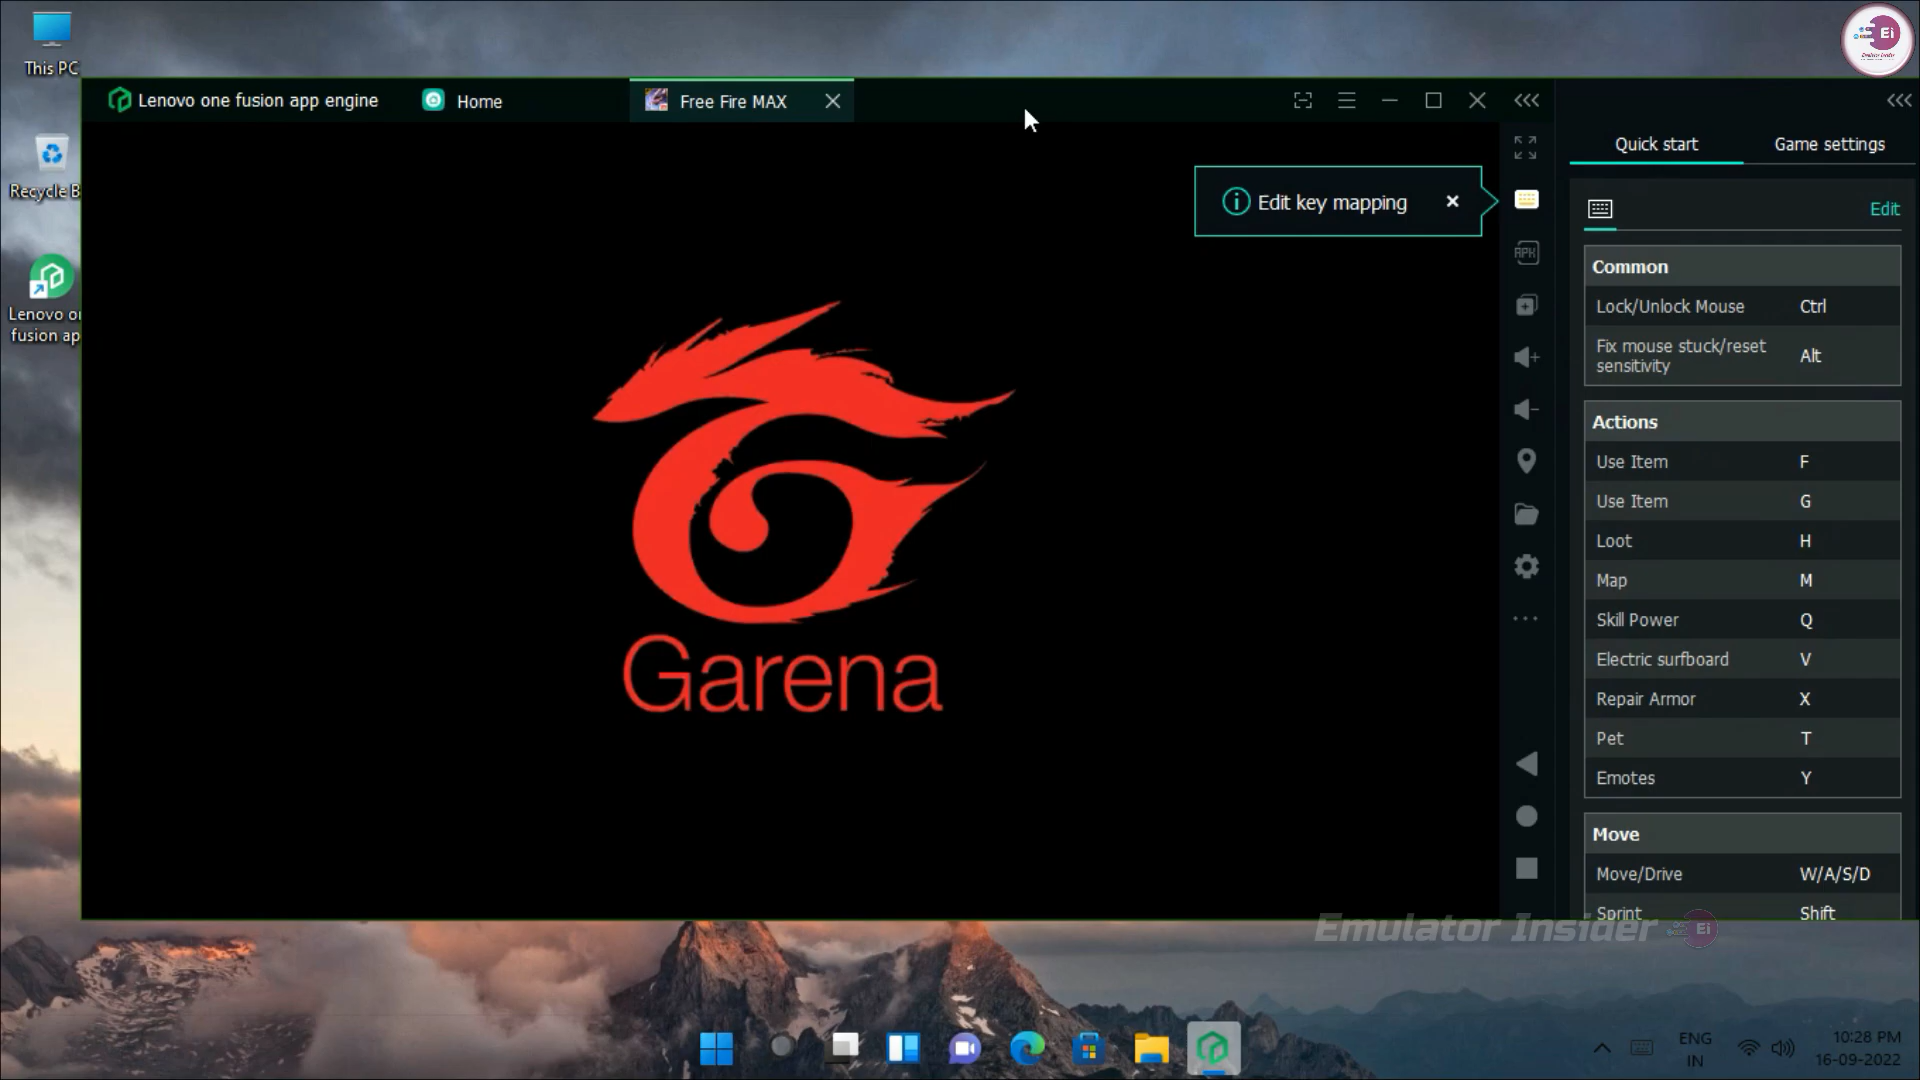 This PC
Recycle B
Lenovo o
fusion ap
Lenovo one fusion app engine
Home
Free Fire MAX
Edit key mapping
APK
Quick start
Game settings
Edit
Common
Lock/Unlock Mouse Ctrl
Fix mouse stuck/reset
sensitivity
Alt
Actions
Use Item F
Use Item G
Loot H
Map M
Skill Power Q
Electric surfboard V
Repair Armor X
Pet T
Emotes Y
Move
Move/Drive W/A/S/D
Sprint Shift
Garena
Emulator Insider Ei
Ei
ENG
IN
10:28 PM
16-09-2022